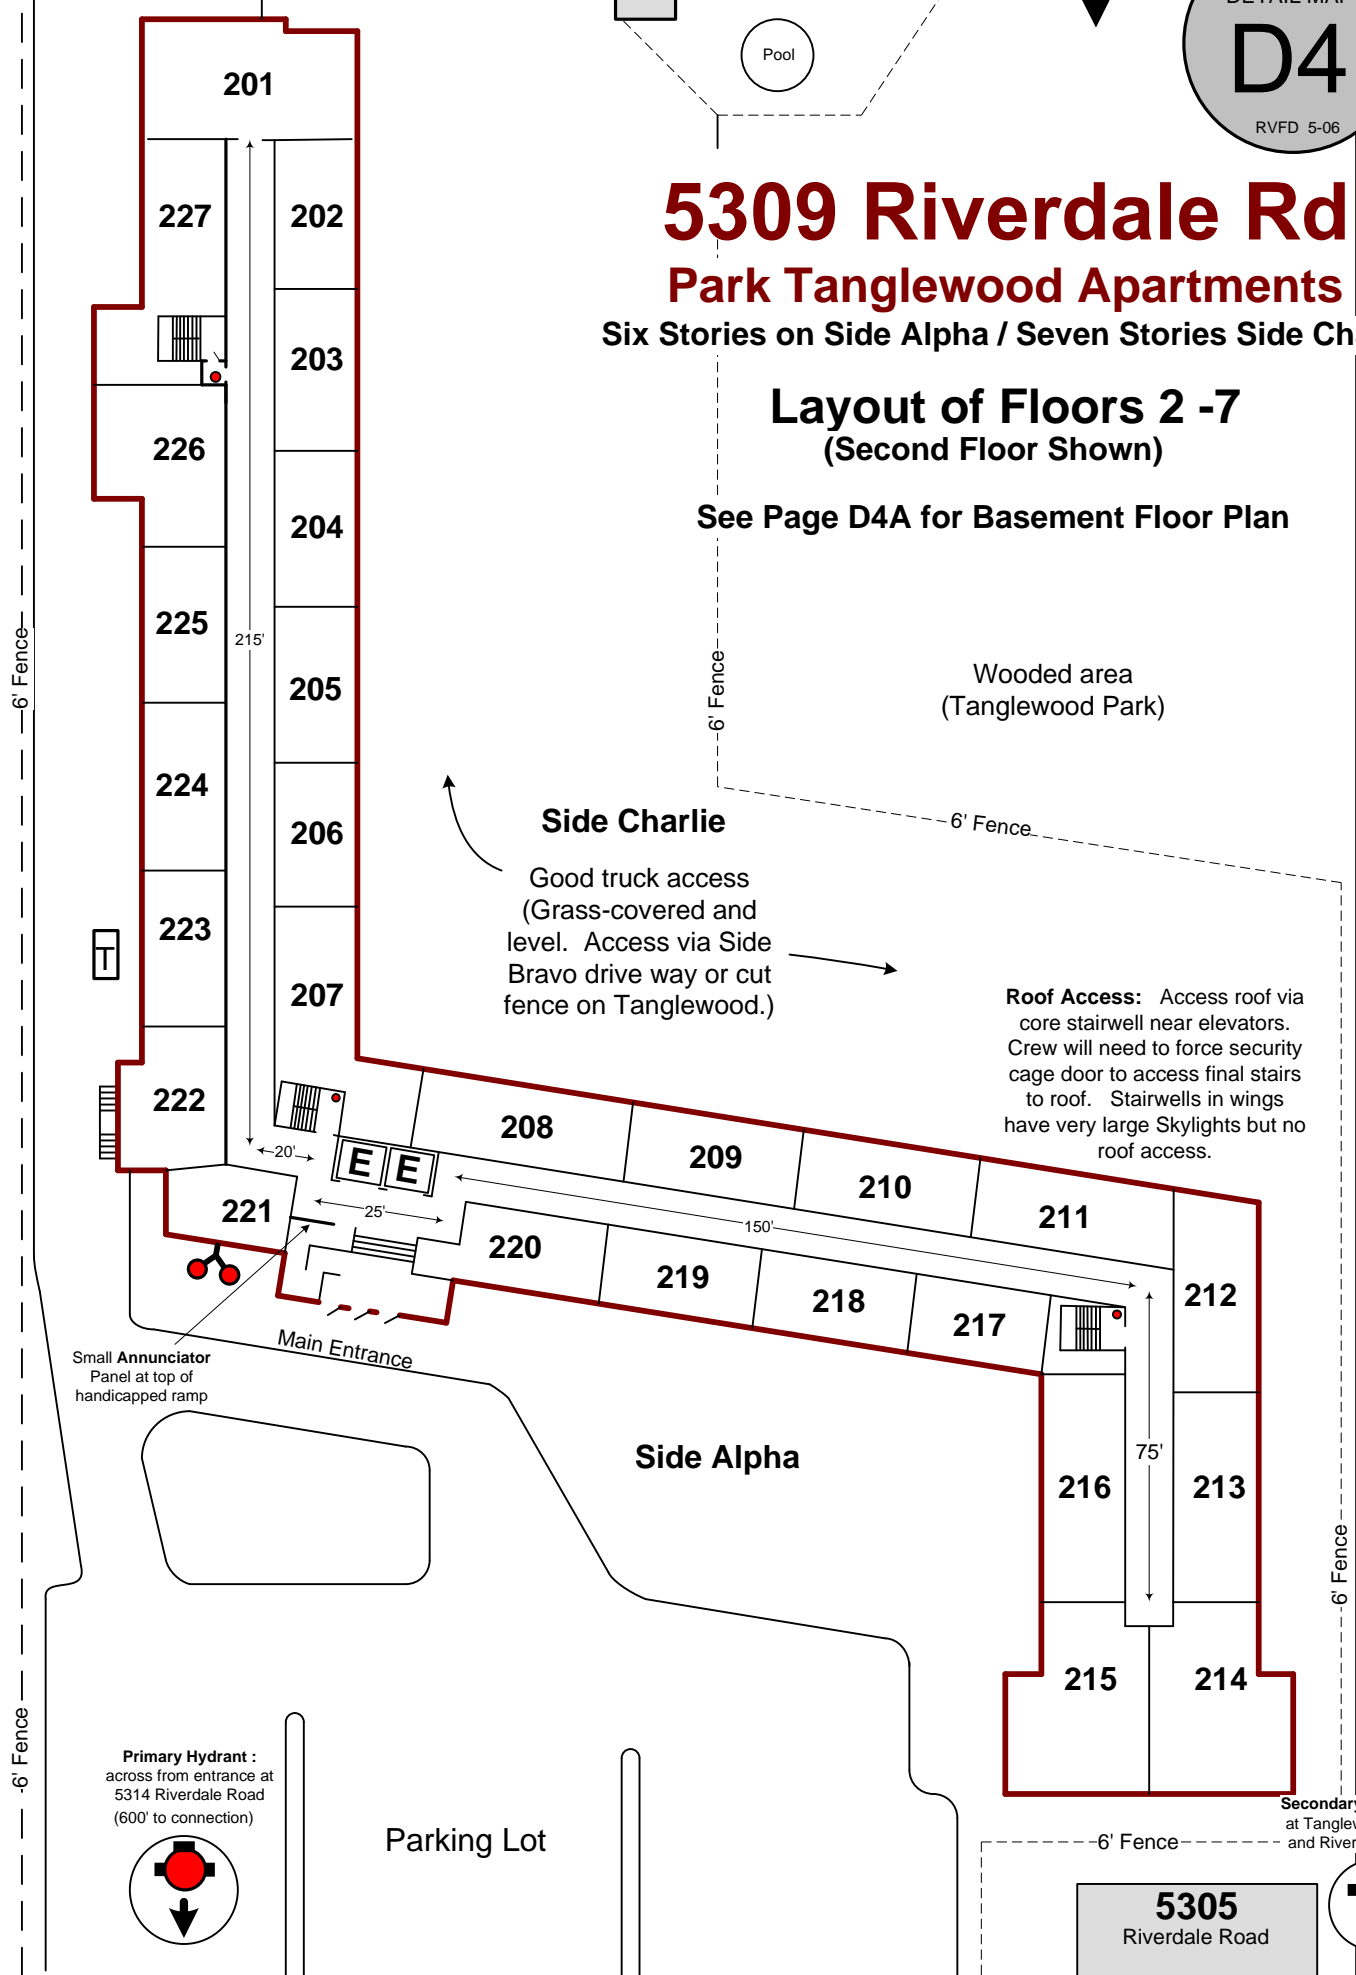 Pool
D4
RVFD 5-06
5309 Riverdale Rd
Park Tanglewood Apartments
Six Stories on Side Alpha / Seven Stories Side
Layout of Floors 2 -7
(Second Floor Shown)
See Page D4A for Basement Floor Plan
201
227
202
203
226
204
225
215'
205
6' Fence
6' Fence
Wooded area
(Tanglewood Park)
224
206
Side Charlie
6' Fence
Good truck access
(Grass-covered and
level. Access via Side
Bravo drive way or cut
fence on Tanglewood.)
223
T
207
Roof Access: Access roof via
core stairwell near elevators.
Crew will need to force security
cage door to access final stairs
to roof. Stairwells in wings
have very large Skylights but no
roof access.
222
208
209
210
211
212
20'
E E
221
25'
150'
220
219
218
217
Main Entrance
Small Annunciator
Panel at top of
handicapped ramp
Side Alpha
75'
216
213
6' Fence
215
214
6' Fence
Primary Hydrant :
across from entrance at
5314 Riverdale Road
(600' to connection)
Parking Lot
Secondary
at
and
6' Fence
5305
Riverdale Road